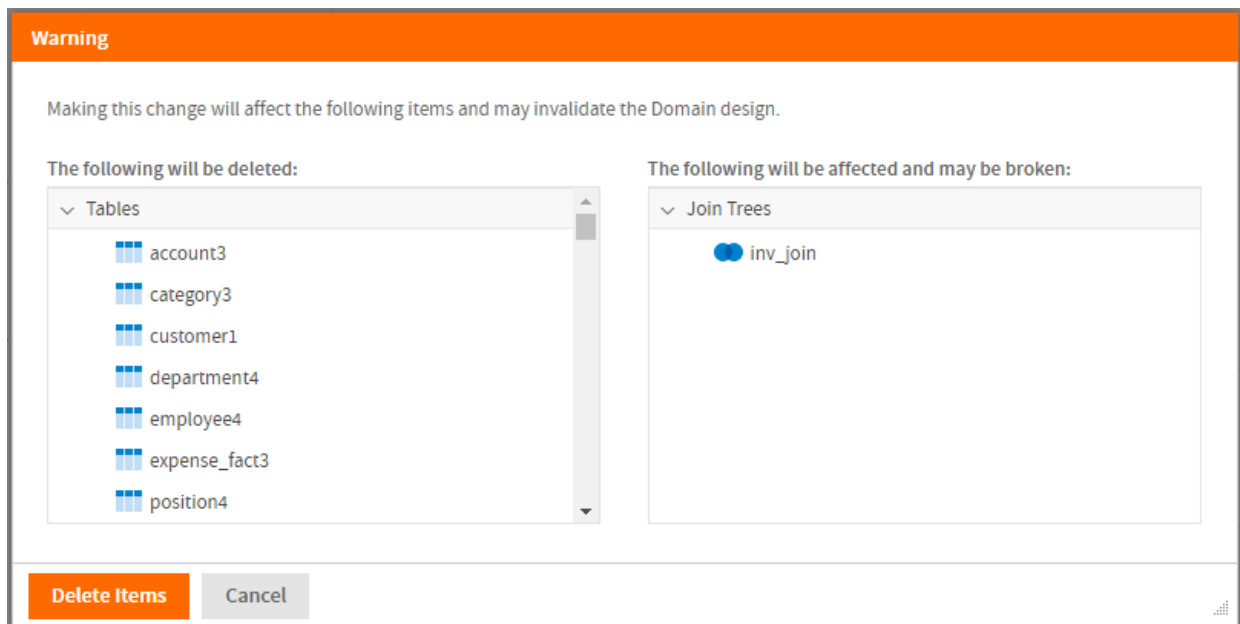 Warning
Making this change will affect the following items and may invalidate the Domain design.
The following will be deleted:
Tables
account3
category3
customer1
department4
employee4
expense_fact3
position4
The following will be affected and may be broken:
Join Trees
inv_join
Delete Items
Cancel